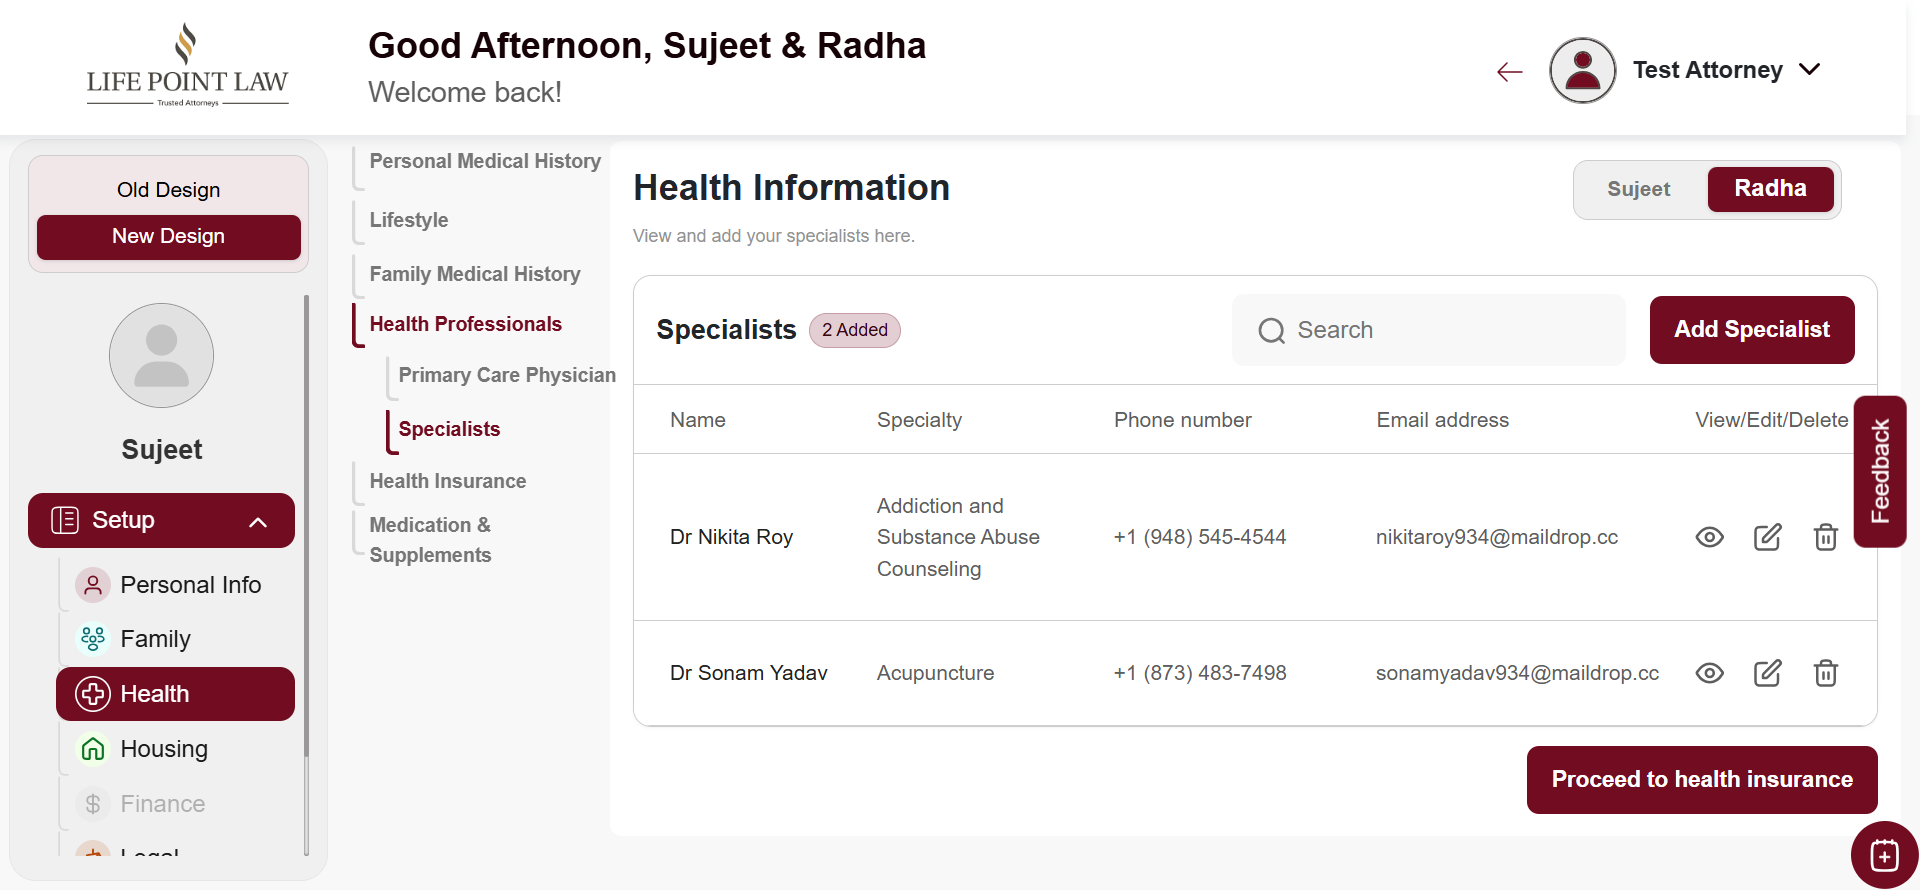 LIFE POINT LAW
Trusted Attorneys
Good Afternoon, Sujeet & Radha
Welcome back!
Test Attorney
Old Design
New Design
Sujeet
Setup
Personal Info
Family
Health
Housing
Finance
Legal
Personal Medical History
Lifestyle
Family Medical History
Health Professionals
Primary Care Physician
Specialists
Health Insurance
Medication &
Supplements
Health Information
View and add your specialists here.
Sujeet
Radha
Specialists
2 Added
Search
Add Specialist
Name
Specialty
Phone number
Email address
View/Edit/Delete
Dr Nikita Roy
Addiction and
Substance Abuse
Counseling
+1 (948) 545-4544
nikitaroy934@maildrop.cc
Dr Sonam Yadav
Acupuncture
+1 (873) 483-7498
sonamyadav934@maildrop.cc
Proceed to health insurance
Feedback